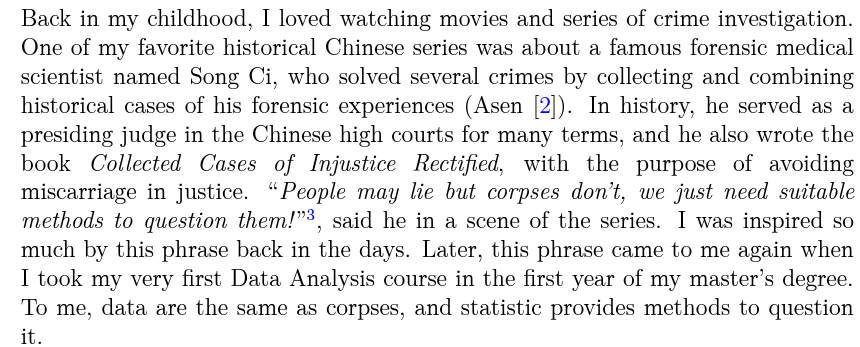 Back in my childhood, I loved watching movies and series of crime investigation.
One of my favorite historical Chinese series was about a famous forensic medical
scientist named Song Ci, who solved several crimes by collecting and combining
historical cases of his forensic experiences (Asen [2]). In history, he served as a
presiding judge in the Chinese high courts for many terms, and he also wrote the
book Collected Cases of Injustice Rectified, with the purpose of avoiding
miscarriage in justice. “People may lie but corpses don’t, we just need suitable
methods to question them!”3, said he in a scene of the series. I was inspired so
much by this phrase back in the days. Later, this phrase came to me again when
I took my very first Data Analysis course in the first year of my master’s degree.
To me, data are the same as corpses, and statistic provides methods to question
it.